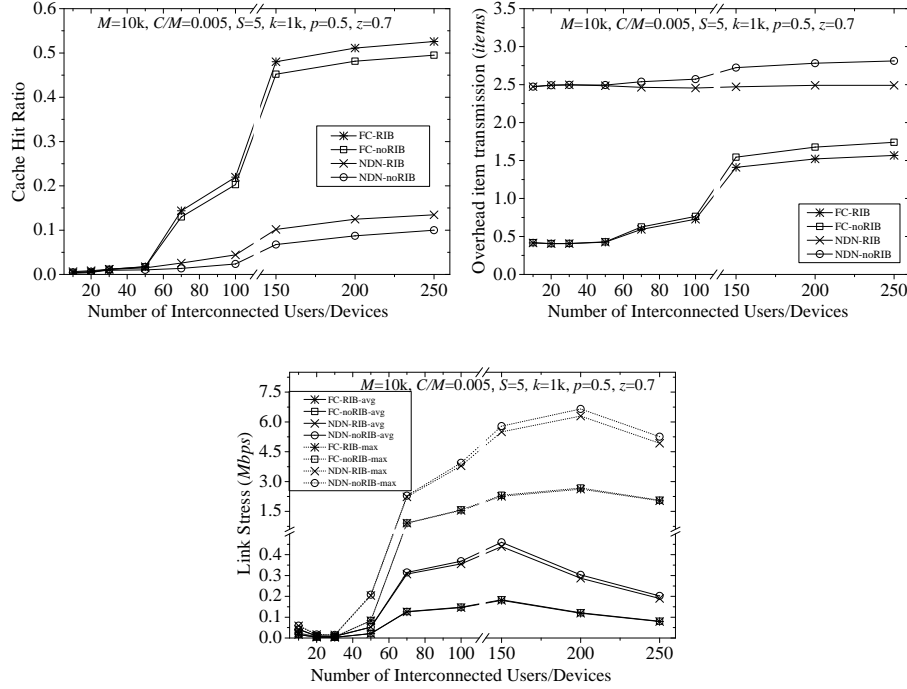 M=10k, C/M=0.005, S=5, k=1k, p=0.5, z=0.7
Cache Hit Ratio
0.5
0.4
0.3
0.2
0.1
0.0
FC-RIB
FC-noRIB
NDN-RIB
NDN-noRIB
20 40 60 80 100 150 200 250
Number of Interconnected Users/Devices
M=10k, C/M=0.005, S=5, k=1k, p=0.5, z=0.7
Overhead item transmission (items)
3.5
3.0
2.5
2.0
1.5
1.0
0.5
0.0
FC-RIB
FC-noRIB
NDN-RIB
NDN-noRIB
20 40 60 80 100 150 200 250
Number of Interconnected Users/Devices
M=10k, C/M=0.005, S=5, k=1k, p=0.5, z=0.7
Link Stress (Mbps)
7.5
6.0
4.5
3.0
1.5
0.4
0.3
0.2
0.1
0.0
FC-RIB-avg
FC-noRIB-avg
NDN-RIB-avg
NDN-noRIB-avg
FC-RIB-max
FC-noRIB-max
NDN-RIB-max
NDN-noRIB-max
20 40 60 80 100 150 200 250
Number of Interconnected Users/Devices